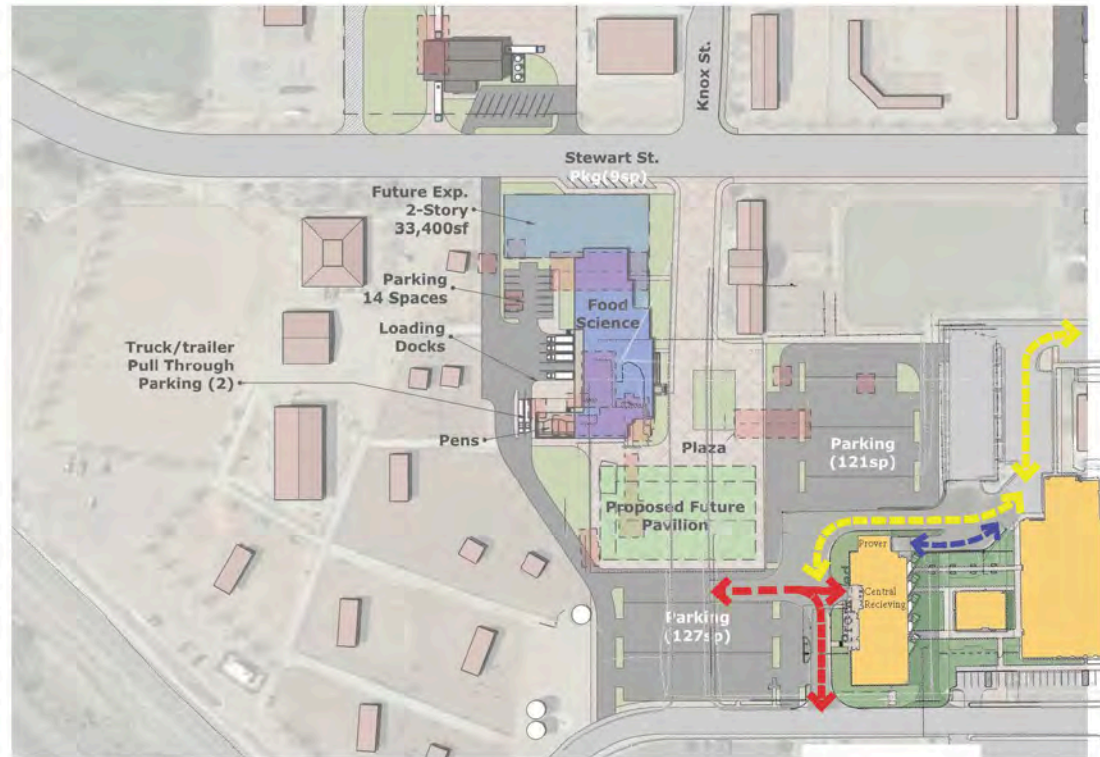 Knox St.
Stewart St.
Pkg(9sp)
Future Exp.
2-Story
33,400sf
Parking
14 Spaces
Food
Science
Loading
Docks
Truck/trailer
Pull Through
Parking (2)
Pens
Plaza
Parking
(121sp)
Proposed Future
Pavilion
Prover
Central
Recieving
Parking
(127sp)